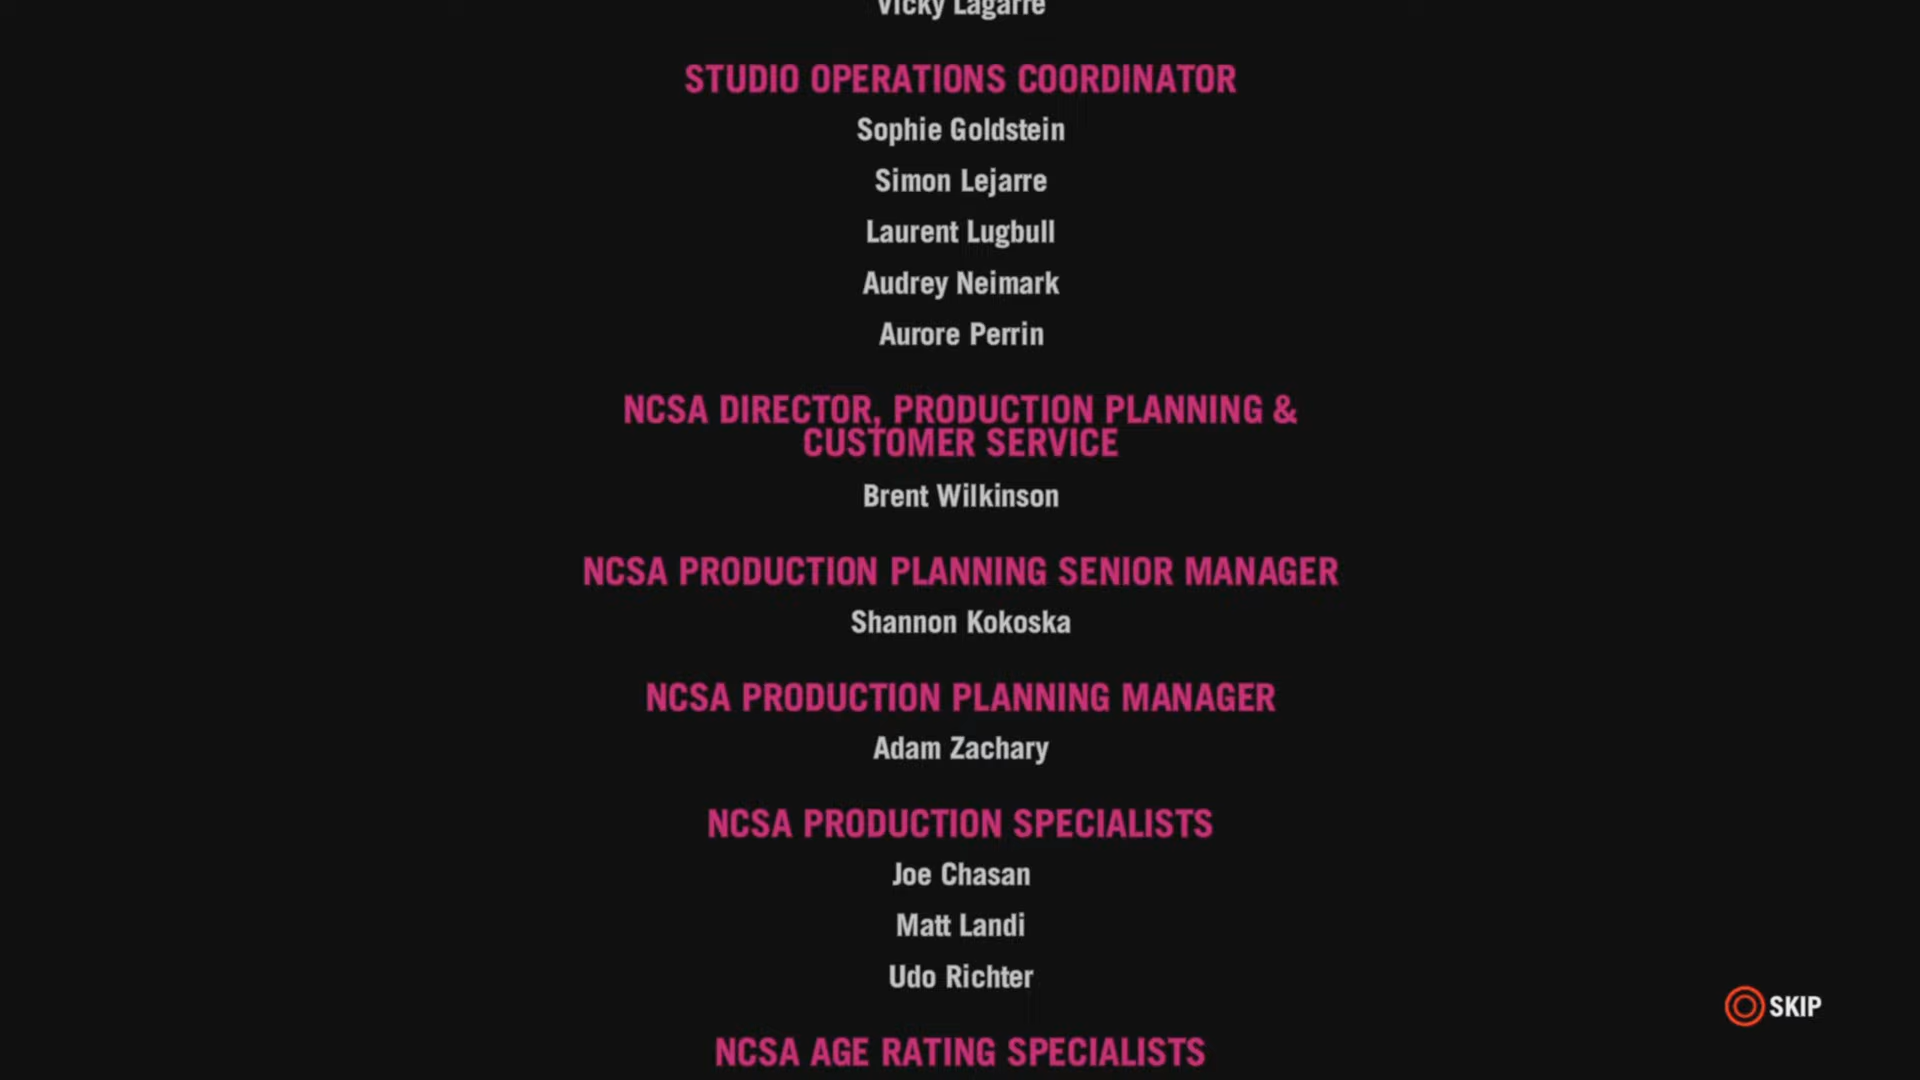 Vicky Lagarre
STUDIO OPERATIONS COORDINATOR
Sophie Goldstein
Simon Lejarre
Laurent Lugbull
Audrey Neimark
Aurore Perrin
NCSA DIRECTOR, PRODUCTION PLANNING &
CUSTOMER SERVICE
Brent Wilkinson
NCSA PRODUCTION PLANNING SENIOR MANAGER
Shannon Kokoska
NCSA PRODUCTION PLANNING MANAGER
Adam Zachary
NCSA PRODUCTION SPECIALISTS
Joe Chasan
Matt Landi
Udo Richter
SKIP
NCSA AGE RATING SPECIALISTS